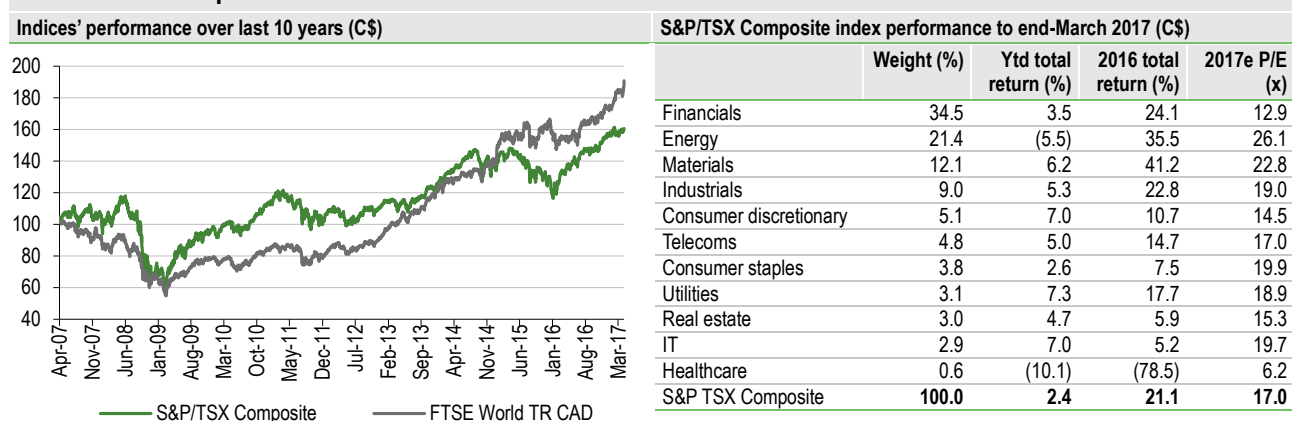 Indices' performance over last 10 years (C$)
200
180
160
140
120
100
80
60
40
Apr-07 Nov-07 Jun-08 Jan-09 Aug-09 Mar-10 Oct-10 May-11 Dec-11 Jul-12 Feb-13 Sep-13 Apr-14 Nov-14 Jun-15 Jan-16 Aug-16 Mar-17
S&P/TSX Composite FTSE World TR CAD
S&P/TSX Composite index performance to end-March 2017 (C$)
Weight (%) Ytd total 2016 total 2017e P/E
return (%) return (%) (x)
Financials 34.5 3.5 24.1 12.9
Energy 21.4 (5.5) 35.5 26.1
Materials 12.1 6.2 41.2 22.8
Industrials 9.0 5.3 22.8 19.0
Consumer discretionary 5.1 7.0 10.7 14.5
Telecoms 4.8 5.0 14.7 17.0
Consumer staples 3.8 2.6 7.5 19.9
Utilities 3.1 7.3 17.7 18.9
Real estate 3.0 4.7 5.9 15.3
IT 2.9 7.0 5.2 19.7
Healthcare 0.6 (10.1) (78.5) 6.2
S&P TSX Composite 100.0 2.4 21.1 17.0